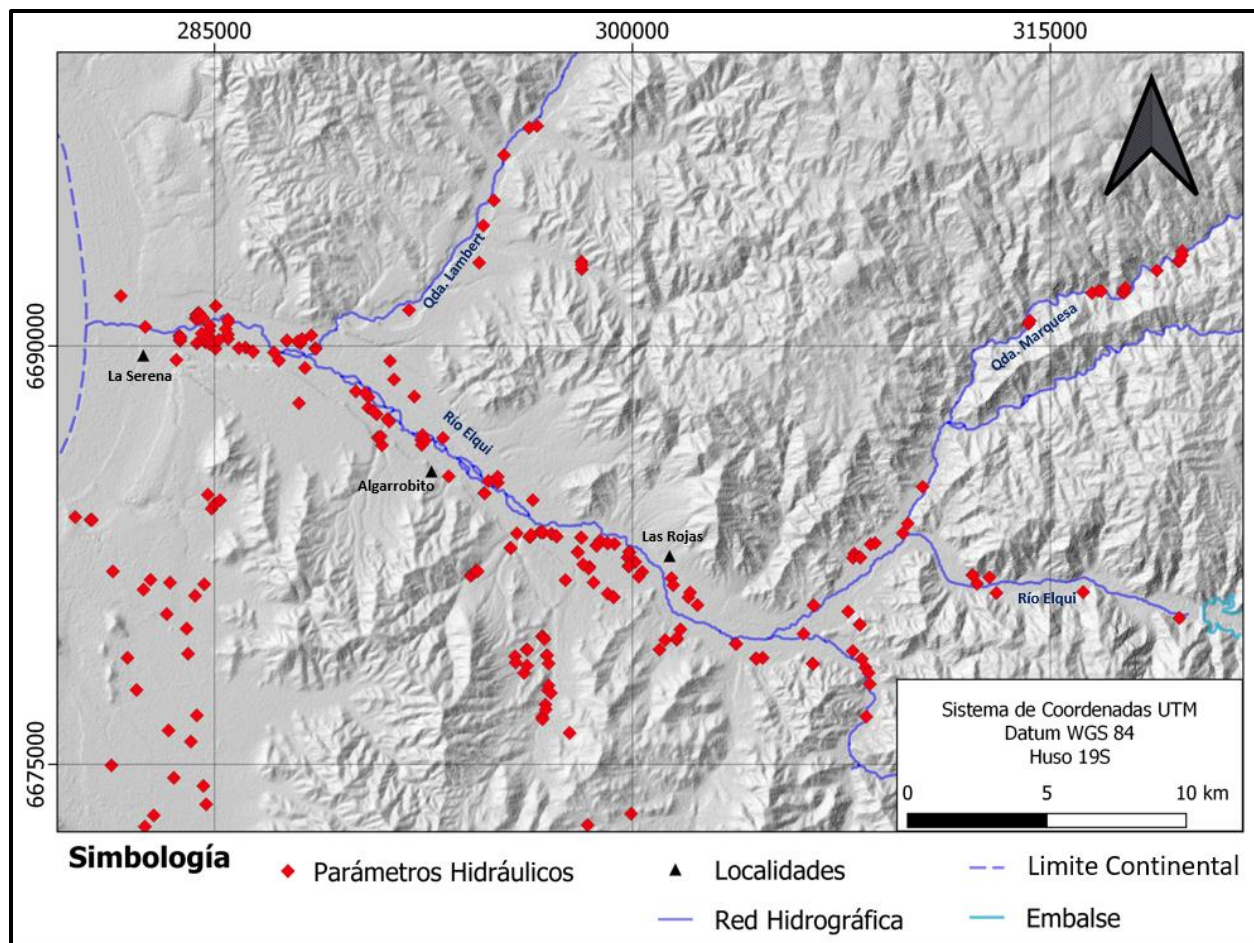 285000
300000
315000
Qda. Lambert
Qda. Marquesa
6690000
La Serena
Río Elqui
Algarrobito
Las Rojas
Río Elqui
6675000
Sistema de Coordenadas UTM
Datum WGS 84
Huso 19S
0 5 10 km
Simbología
Parámetros Hidráulicos
Localidades
Limite Continental
Red Hidrográfica
Embalse